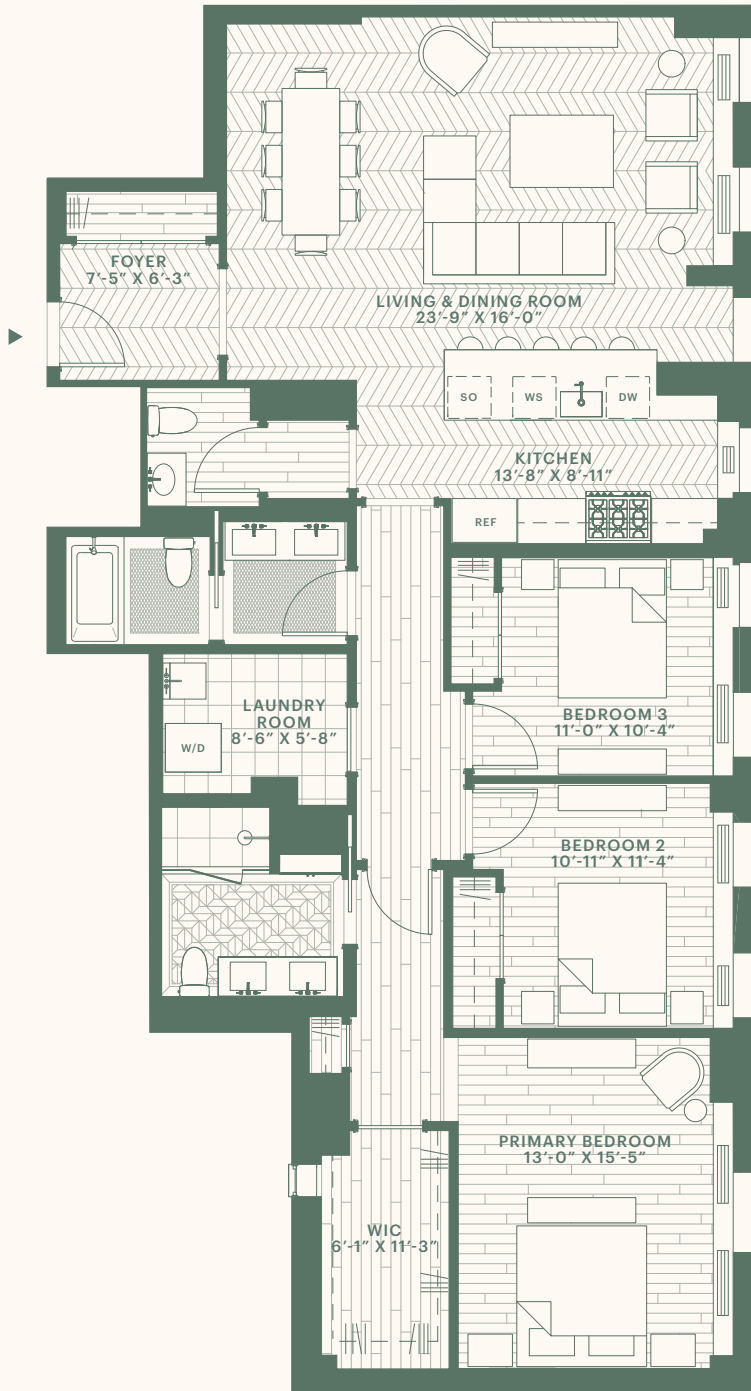 FOYER
7'-5" X 6'-3"
LIVING & DINING ROOM
23'-9" X 16'-0"
SO
WS
DW
KITCHEN
13'-8" X 8'-11"
REF
LAUNDRY
ROOM
8'-6" X 5'-8"
W/D
BEDROOM 3
11'-0" X 10'-4"
BEDROOM 2
10'-11" X 11'-4"
PRIMARY BEDROOM
13'-0" X 15'-5"
WIC
6'-1" X 11'-3"